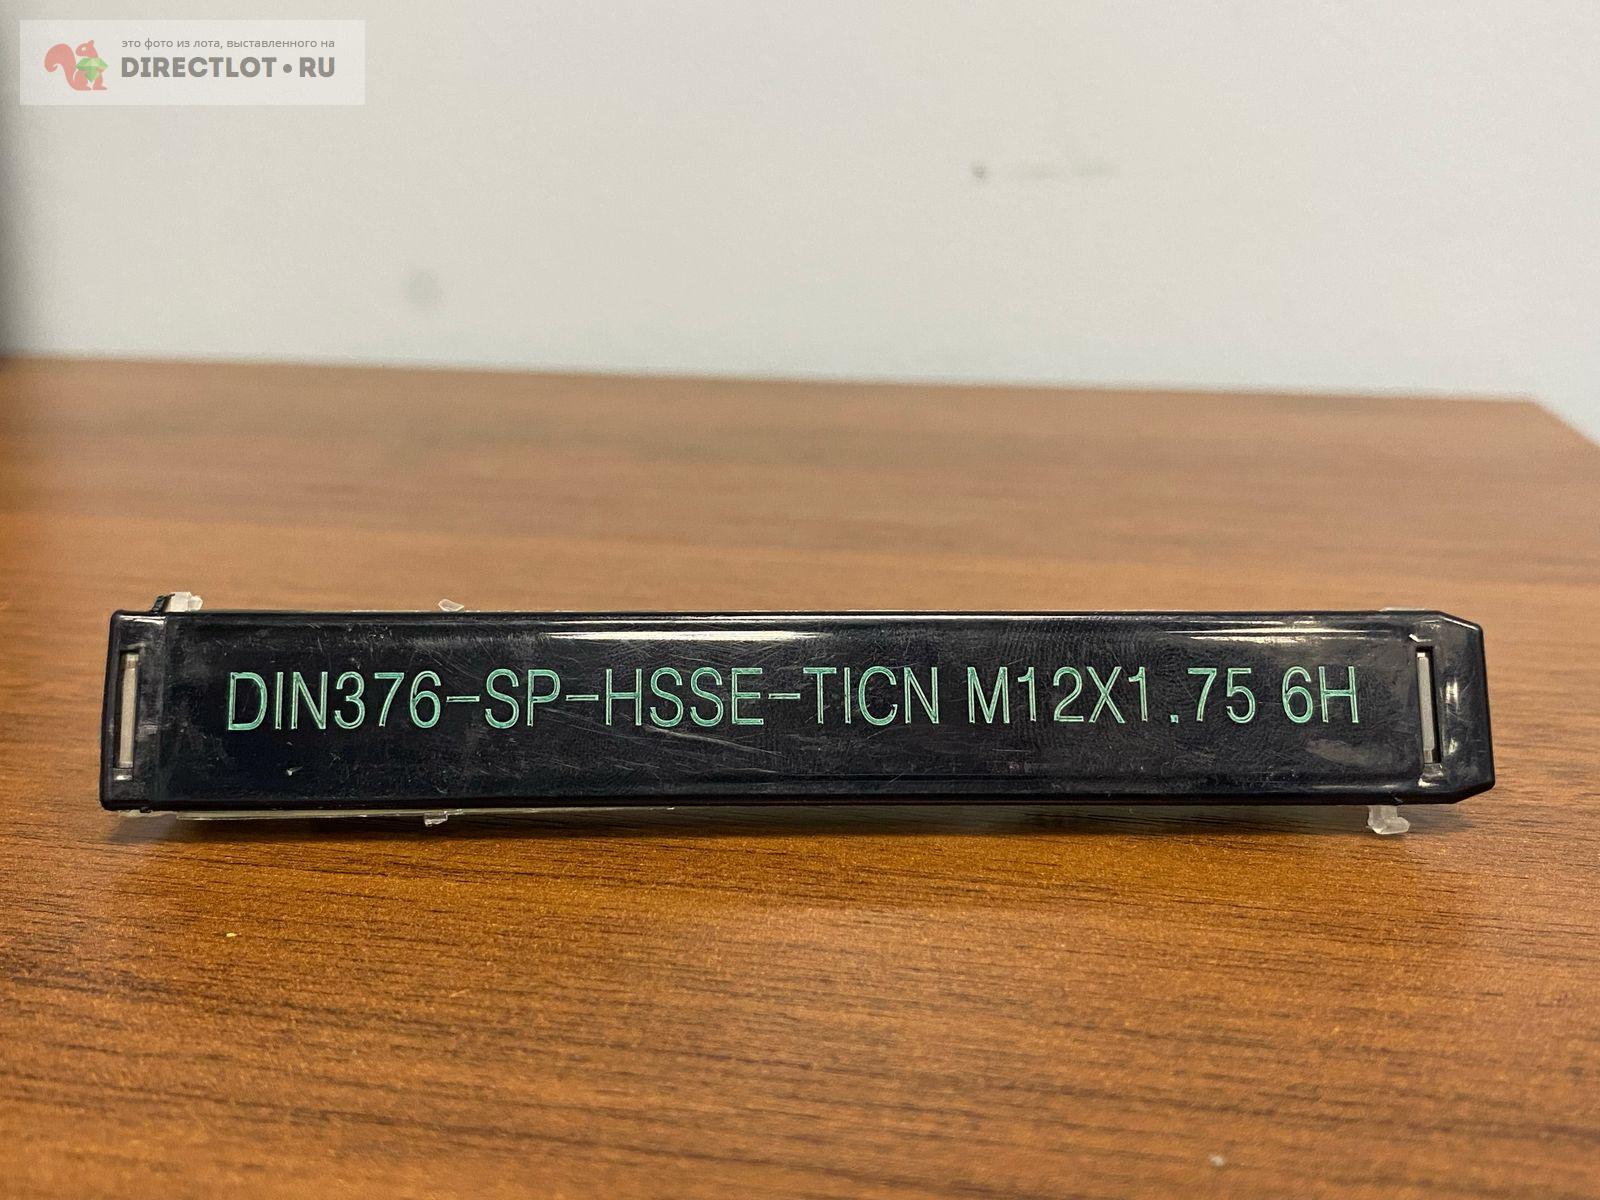 это фото из лота, выставленного на
DIRECTLOT•RU
DIN376-SP-HSSE-TICN M12X1.75 6H